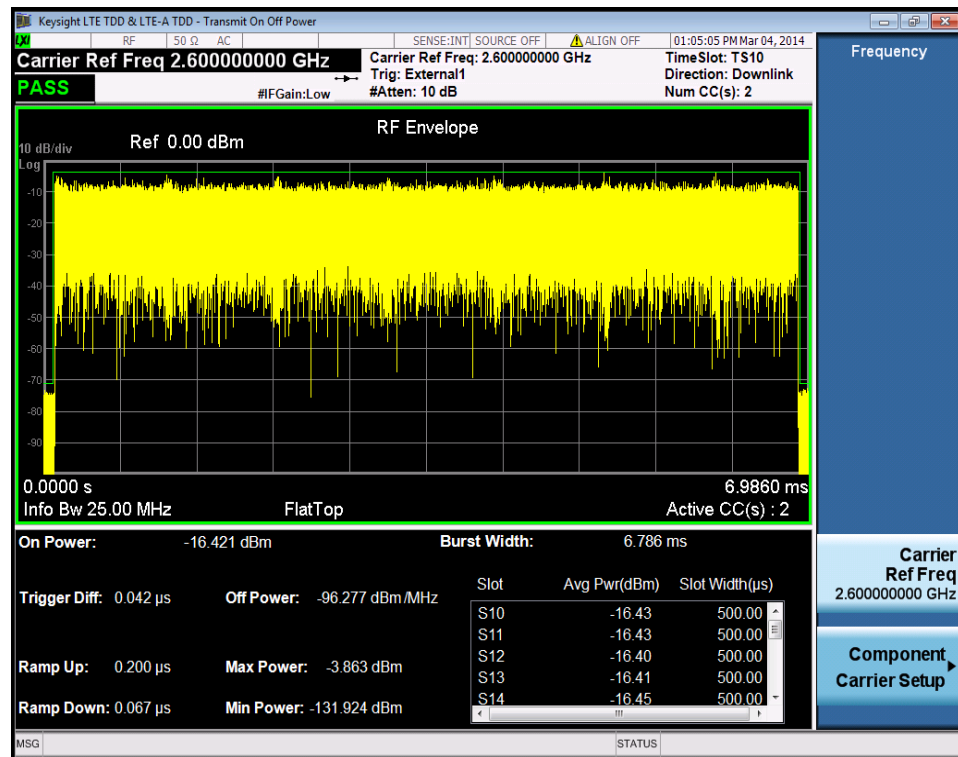 Keysight LTE TDD & LTE-A TDD - Transmit On Off Power
LXI RF 50 Ω AC SENSE:INT SOURCE OFF ALIGN OFF 01:05:05 PM Mar 04, 2014
Carrier Ref Freq 2.600000000 GHz
Carrier Ref Freq: 2.600000000 GHz
TimeSlot: TS10
Trig: External1
Direction: Downlink
PASS
#IFGain:Low
#Atten: 10 dB
Num CC(s): 2
Frequency
RF Envelope
10 dB/div
Ref 0.00 dBm
Log
-10
-20
-30
-40
-50
-60
-70
-80
-90
0.0000 s
6.9860 ms
Info Bw 25.00 MHz
FlatTop
Active CC(s) : 2
On Power: -16.421 dBm
Burst Width: 6.786 ms
Trigger Diff: 0.042 µs
Off Power: -96.277 dBm/MHz
Ramp Up: 0.200 µs
Max Power: -3.863 dBm
Ramp Down: 0.067 µs
Min Power: -131.924 dBm
Slot Avg Pwr(dBm) Slot Width(µs)
S10 -16.43 500.00
S11 -16.43 500.00
S12 -16.40 500.00
S13 -16.41 500.00
S14 -16.45 500.00
Carrier
Ref Freq
2.600000000 GHz
Component
Carrier Setup
MSG
STATUS